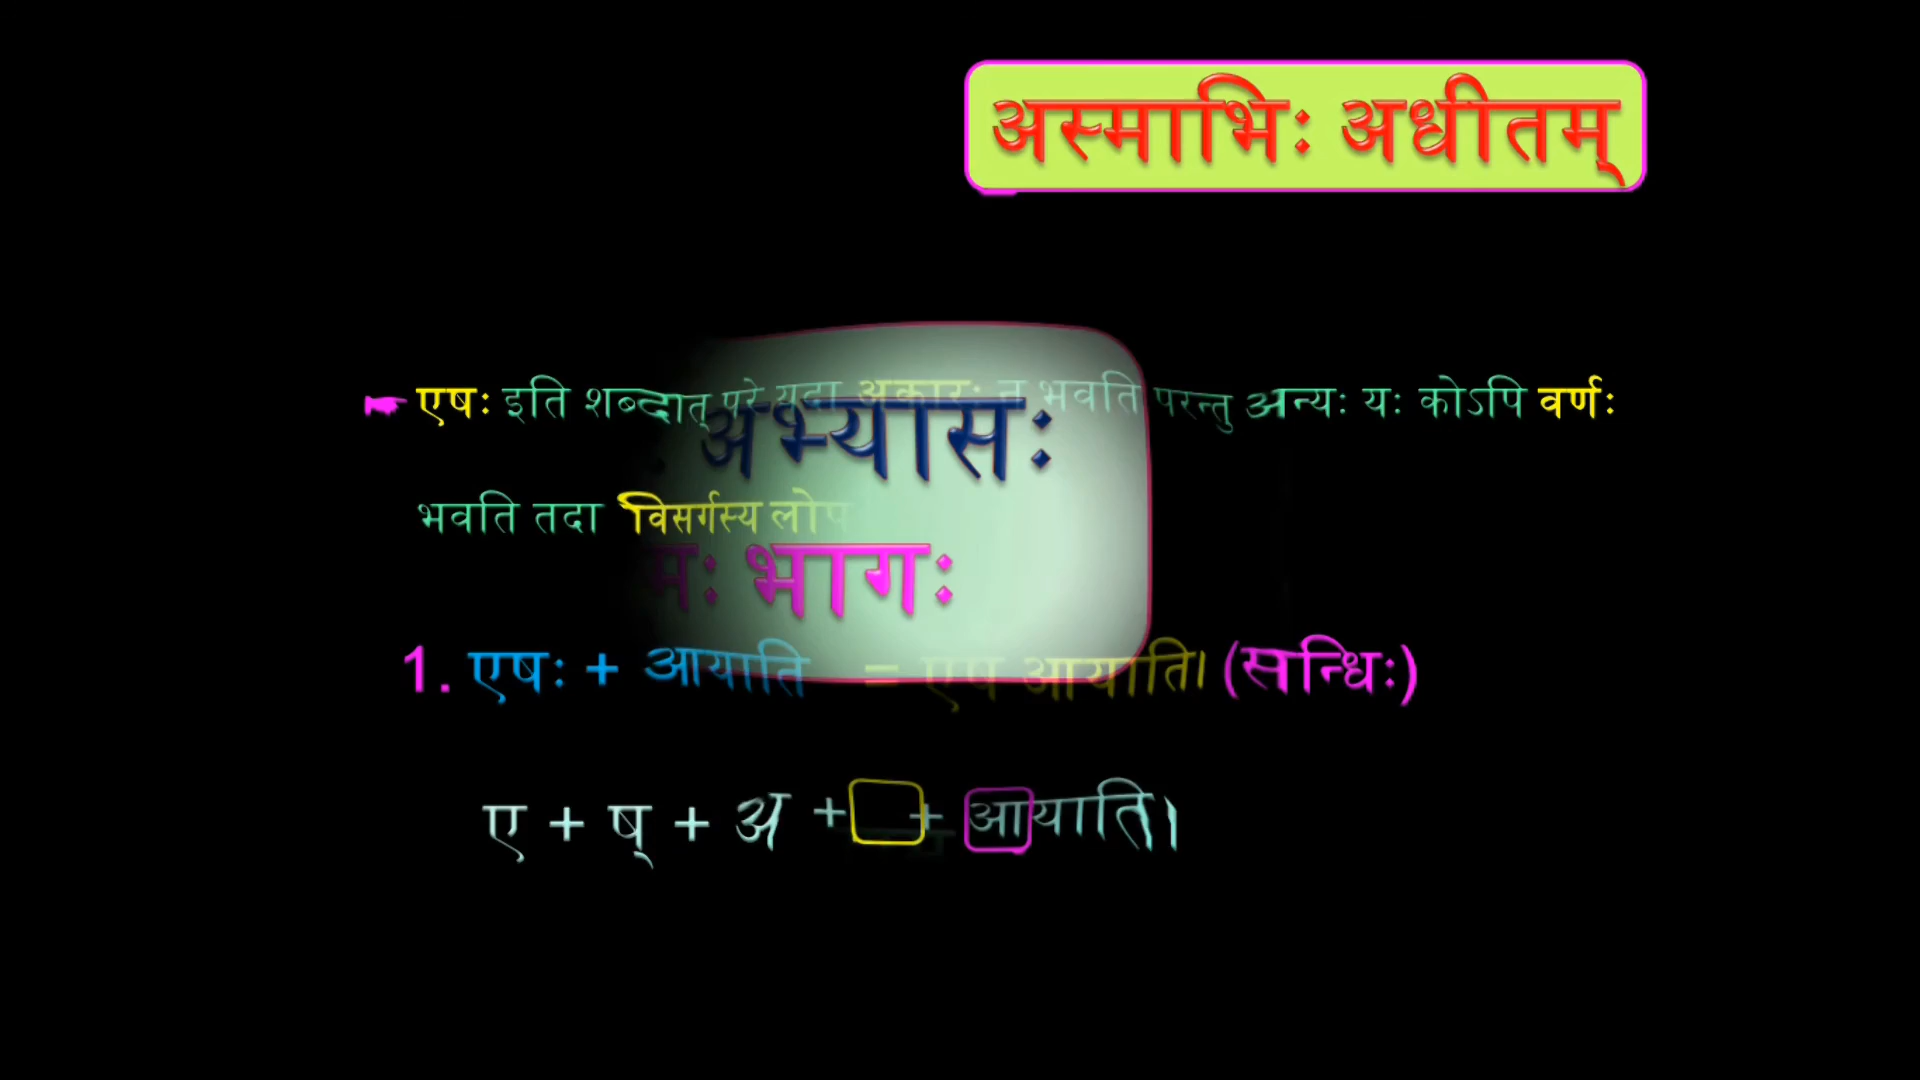 अस्माभिः अधीतम्
एषः इति शब्दात् परे यदा अकारः न भवति परन्तु अन्यः यः कोऽपि वर्णः
अभ्यासः
भवति तदा विसर्गस्य लोप
भागः
1. एषः + आयाति = एष आयाति। (सन्धिः)
ए + ष् + अ + + आयाति।